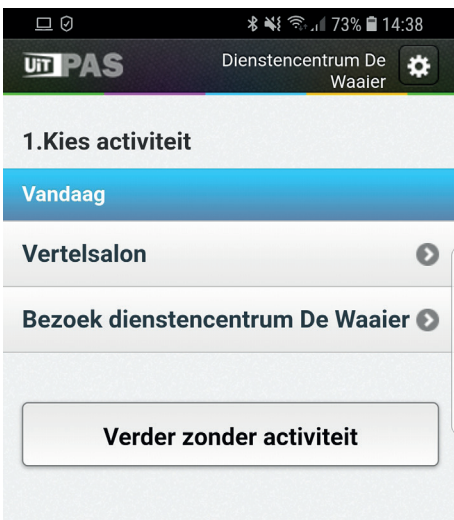 73% 14:38
UiTPAS
Dienstencentrum De
Waaier
1.Kies activiteit
Vandaag
Vertelsalon
Bezoek dienstencentrum De Waaier
Verder zonder activiteit